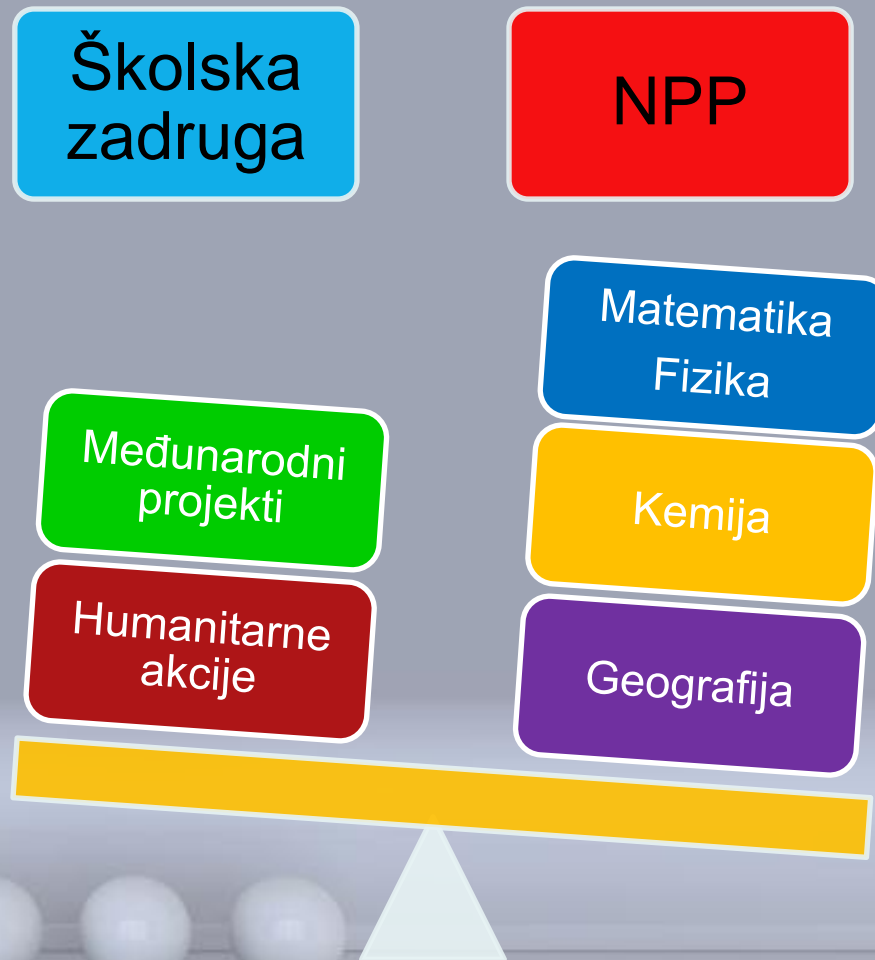 Školska
zadruga
NPP
Matematika
Fizika
Međunarodni
projekti
Kemija
Humanitarne
akcije
Geografija